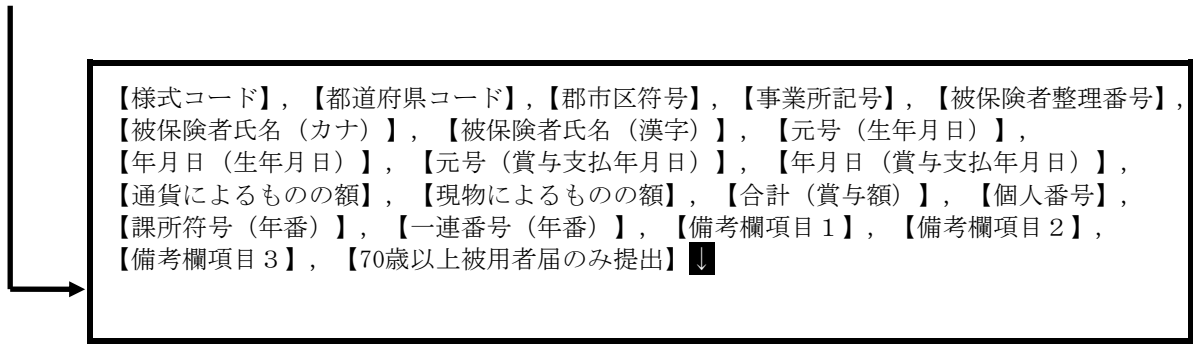 【様式コード】,【都道府県コード】,【郡市区符号】,【事業所記号】,【被保険者整理番号】,
【被保険者氏名（カナ）】,【被保険者氏名（漢字）】,【元号（生年月日）】,
【年月日（生年月日）】,【元号（賞与支払年月日）】,【年月日（賞与支払年月日）】,
【通貨によるものの額】,【現物によるものの額】,【合計（賞与額）】,【個人番号】,
【課所符号（年番）】,【一連番号（年番）】,【備考欄項目１】,【備考欄項目２】,
【備考欄項目３】,【70歳以上被用者届のみ提出】↓